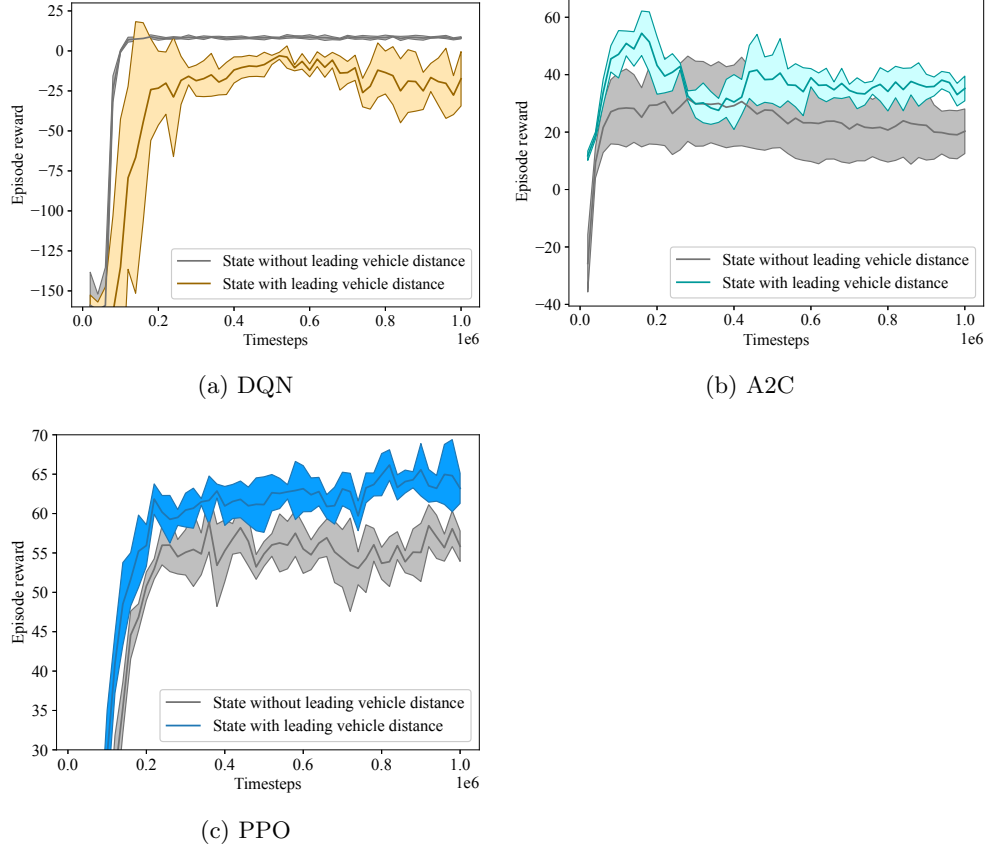 25
0
−25
−50
−75
−100
−125
−150
Episode reward
State without leading vehicle distance
State with leading vehicle distance
0.0 0.2 0.4 0.6 0.8 1.0
Timesteps
1e6
(a) DQN
60
40
20
0
−20
−40
Episode reward
State without leading vehicle distance
State with leading vehicle distance
0.0 0.2 0.4 0.6 0.8 1.0
Timesteps
1e6
(b) A2C
70
65
60
55
50
45
40
35
30
Episode reward
State without leading vehicle distance
State with leading vehicle distance
0.0 0.2 0.4 0.6 0.8 1.0
Timesteps
1e6
(c) PPO